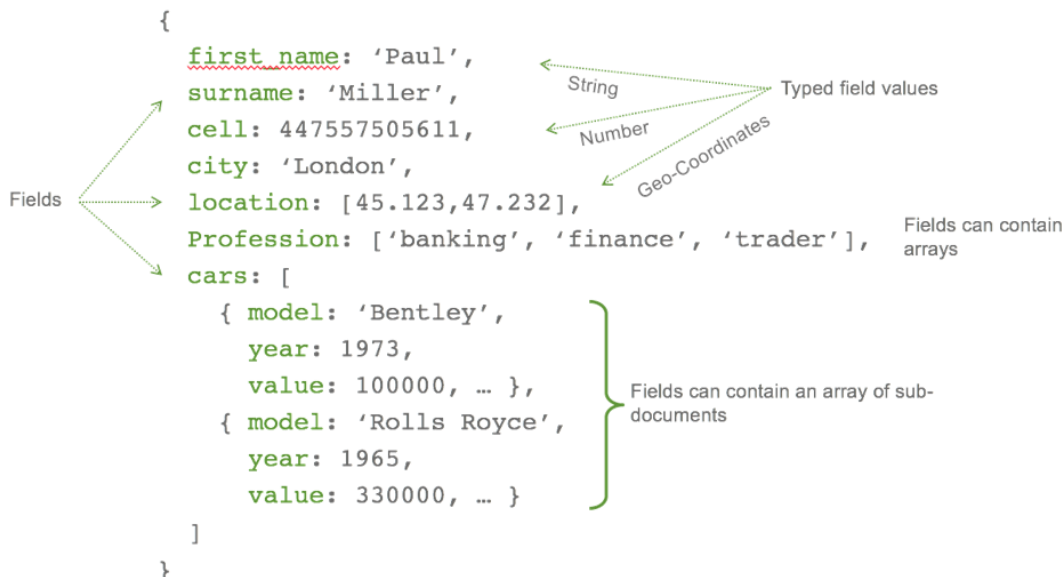 {
first_name: ‘Paul’,
surname: ‘Miller’,
cell: 447557505611,
city: ‘London’,
location: [45.123,47.232],
Profession: [‘banking’, ‘finance’, ‘trader’],
cars: [
{ model: ‘Bentley’,
year: 1973,
value: 100000, … },
{ model: ‘Rolls Royce’,
year: 1965,
value: 330000, … }
]
}
Fields
String
Number
Geo-Coordinates
Typed field values
Fields can contain
arrays
Fields can contain an array of sub-
documents